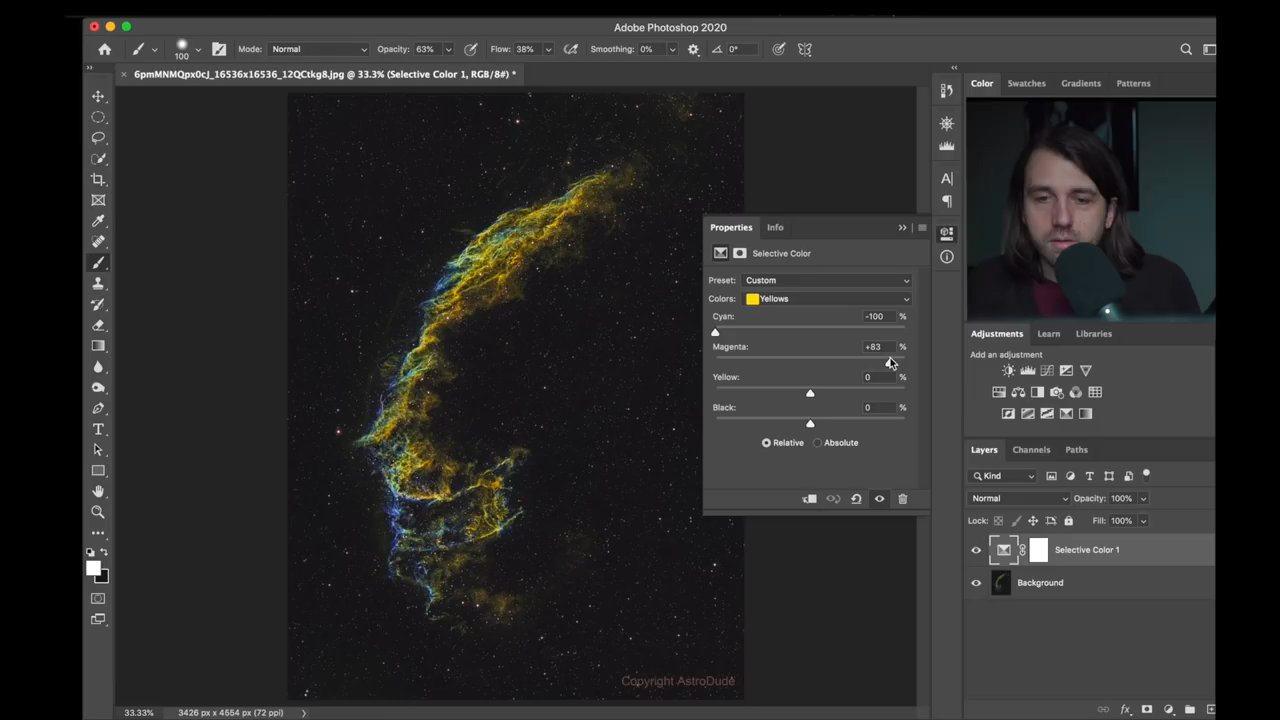 Adobe Photoshop 2020
100 Mode: Normal Opacity: 63% Flow: 38% Smoothing: 0% 0°
6pmMNMQpx0cJ_16536x16536_12QCtkg8.jpg @ 33.3% (Selective Color 1, RGB/8#) *
Color Swatches Gradients Patterns
Properties Info
Selective Color
Preset: Custom
Colors: Yellows
Cyan: -100 %
Magenta: +83 %
Yellow: 0 %
Black: 0 %
Relative Absolute
Adjustments Learn Libraries
Add an adjustment
Layers Channels Paths
Kind
Normal Opacity: 100%
Lock: Fill: 100%
Selective Color 1
Background
Copyright AstroDude
33.33% 3426 px x 4554 px (72 ppi)